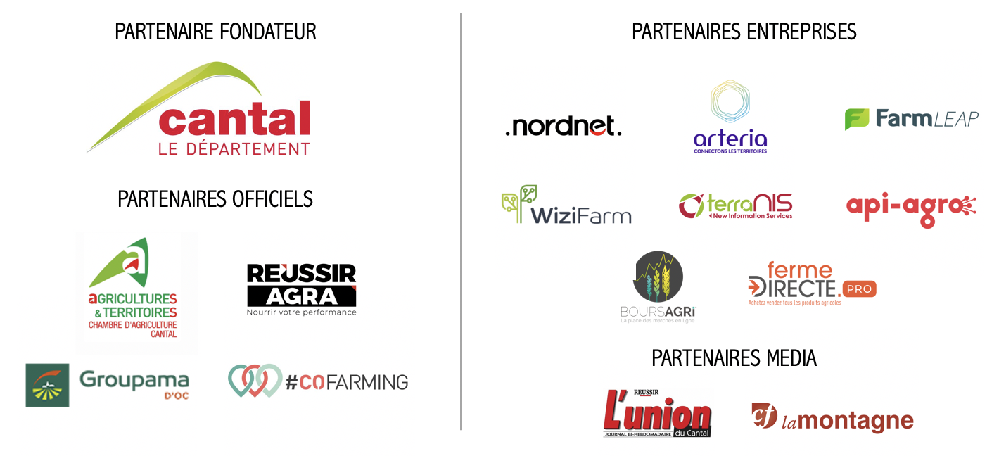 PARTENAIRE FONDATEUR
cantal
LE DÉPARTEMENT
PARTENAIRES OFFICIELS
a
aGRICULTURES
& TERRITOIRES
CHAMBRE D'AGRICULTURE
CANTAL
RÉUSSIR
AGRA
Nourrir votre performance
Groupama
D'OC
#COFARMING
PARTENAIRES ENTREPRISES
.nordnet.
arteria
CONNECTONS LES TERRITOIRES
F FarmLEAP
WiziFarm
terraNIS
New Information Services
api-agro
BOURSAGRI
La place des marchés en ligne
ferme
DIRECTE.PRO
Achetez vendez tous les produits agricoles
PARTENAIRES MEDIA
REUSSIR
L'union
JOURNAL BI-HEBDOMADAIRE du Cantal
cf la montagne